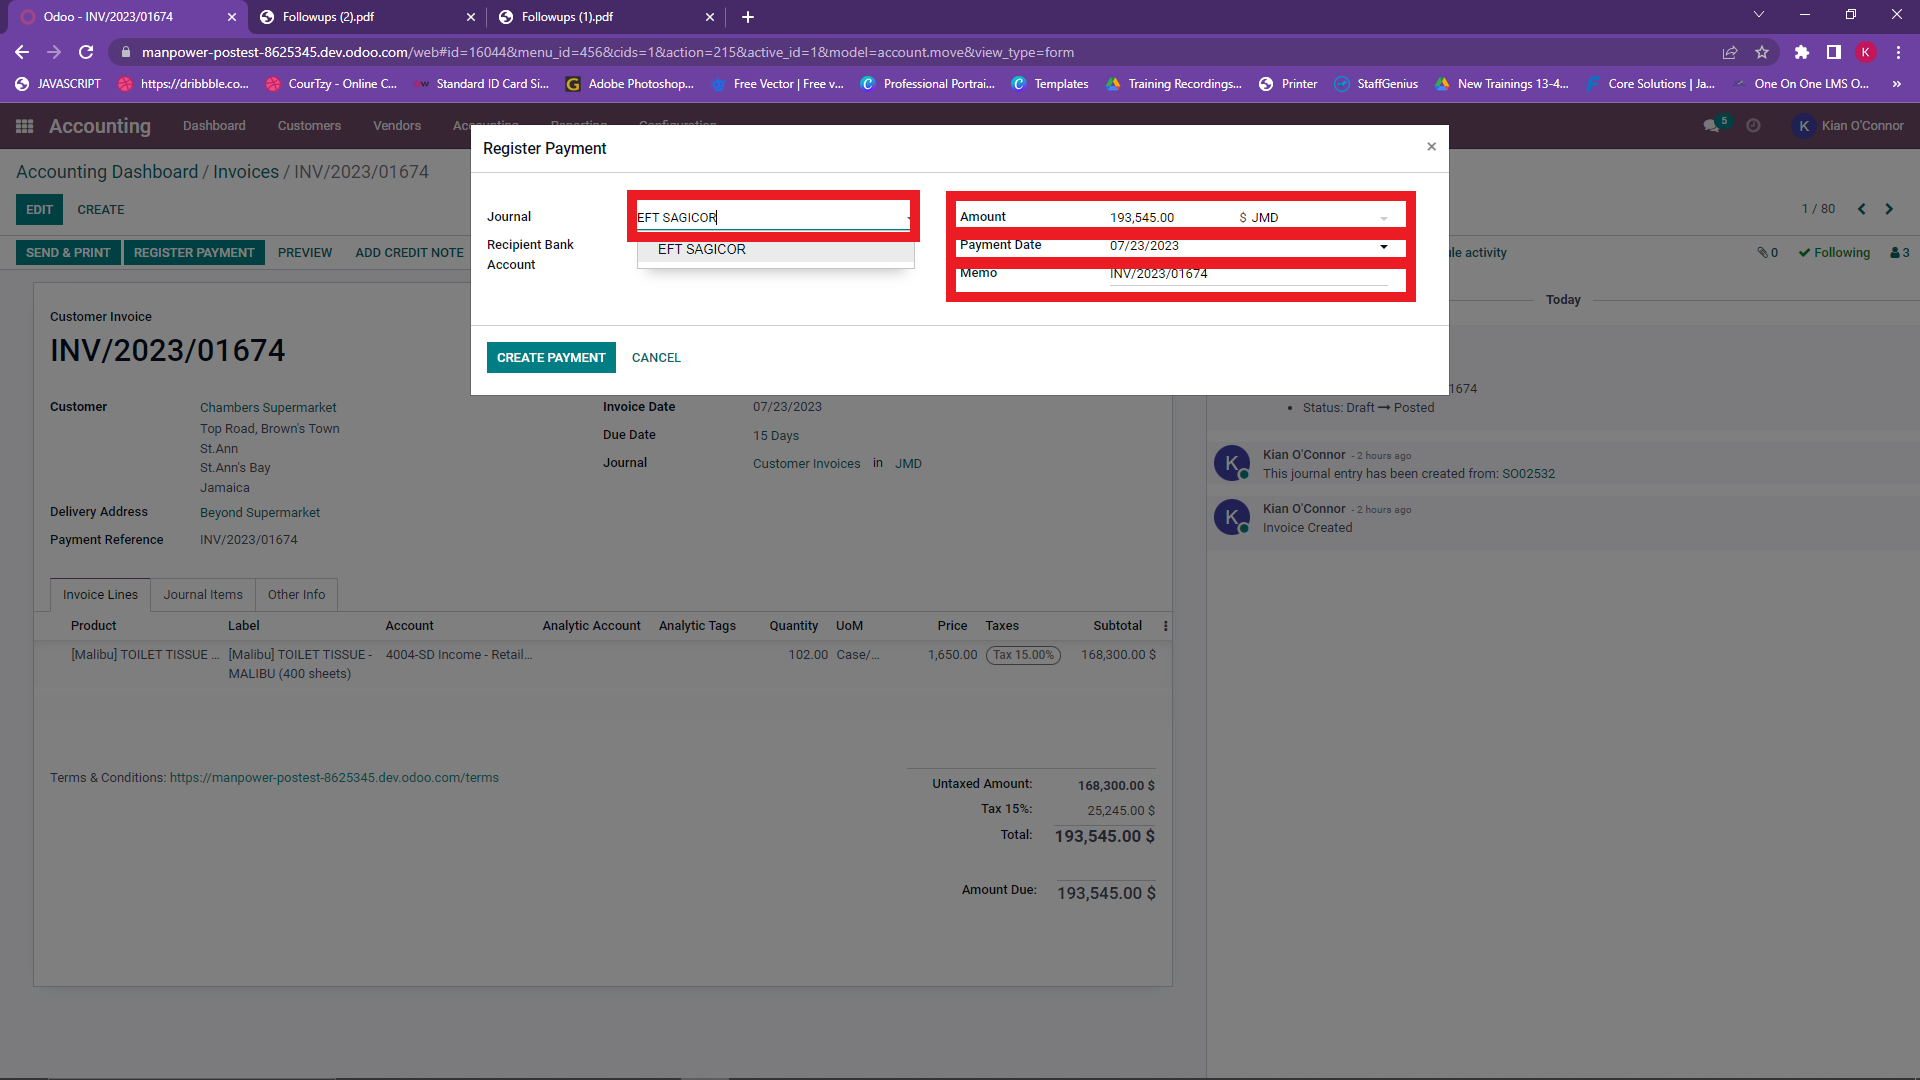 Odoo - INV/2023/01674
Followups (2).pdf
Followups (1).pdf
manpower-postest-8625345.dev.odoo.com/web#id=16044&menu_id=456&cids=1&action=215&active_id=1&model=account.move&view_type=form
K
JAVASCRIPT
https://dribbble.co...
CourTzy - Online C...
Standard ID Card Si...
Adobe Photoshop...
Free Vector | Free v...
Professional Portrai...
Templates
Training Recordings...
Printer
StaffGenius
New Trainings 13-4...
Core Solutions | Ja...
One On One LMS O...
»
Accounting
Dashboard
Customers
Vendors
Accounting
Reporting
Configuration
5
K Kian O'Connor
Accounting Dashboard / Invoices / INV/2023/01674
EDIT
CREATE
1 / 80
SEND & PRINT
REGISTER PAYMENT
PREVIEW
ADD CREDIT NOTE
le activity
0
Following
3
Register Payment
×
Journal
EFT SAGICOR
EFT SAGICOR
Recipient Bank
Account
Amount
193,545.00
$ JMD
Payment Date
07/23/2023
Memo
INV/2023/01674
CREATE PAYMENT
CANCEL
Customer Invoice
INV/2023/01674
Customer
Chambers Supermarket
Top Road, Brown's Town
St.Ann
St.Ann's Bay
Jamaica
Delivery Address
Beyond Supermarket
Payment Reference
INV/2023/01674
Invoice Date
07/23/2023
Due Date
15 Days
Journal
Customer Invoices in JMD
Today
1674
• Status: Draft → Posted
K
Kian O'Connor - 2 hours ago
This journal entry has been created from: SO02532
K
Kian O'Connor - 2 hours ago
Invoice Created
Invoice Lines
Journal Items
Other Info
Product Label Account Analytic Account Analytic Tags Quantity UoM Price Taxes Subtotal
[Malibu] TOILET TISSUE ... [Malibu] TOILET TISSUE - 4004-SD Income - Retail... 102.00 Case/... 1,650.00 Tax 15.00% 168,300.00 $
MALIBU (400 sheets)
Terms & Conditions: https://manpower-postest-8625345.dev.odoo.com/terms
Untaxed Amount: 168,300.00 $
Tax 15%: 25,245.00 $
Total: 193,545.00 $
Amount Due: 193,545.00 $